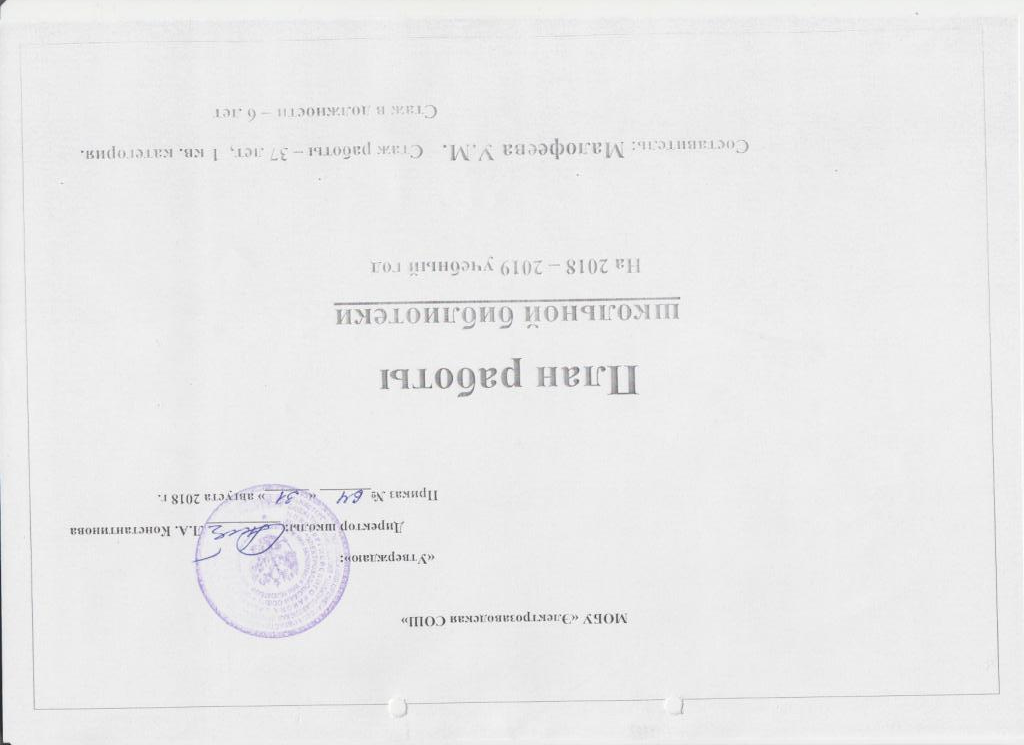 МОБУ «Электрозаводская СОШ»
«Утверждаю»:
Директор школы: Л.А. Константинова
Приказ № 64 « 31 » августа 2018 г.
План работы
школьной библиотеки
На 2018 – 2019 учебный год
Составитель: Малофеева У.М. Стаж работы – 37 лет, 1 кв. категория.
Стаж в должности – 6 лет